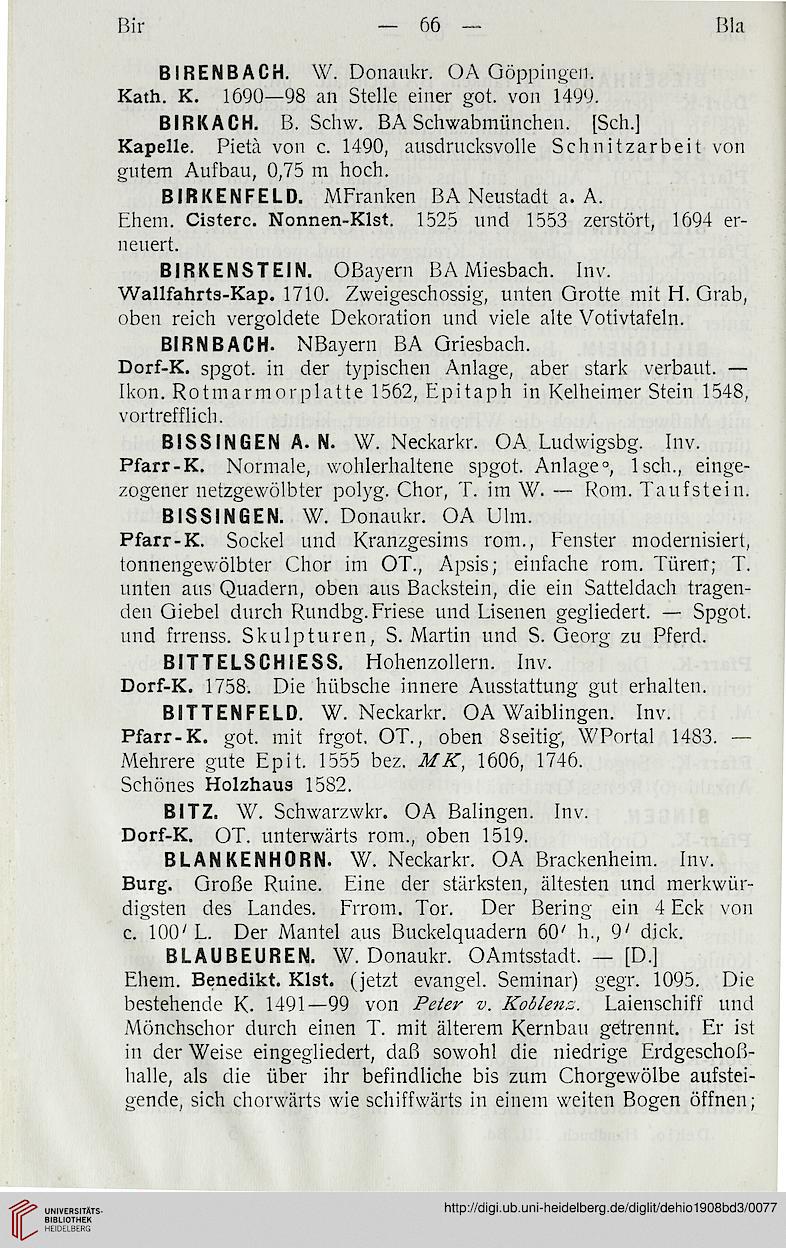 Bir — 66 — Bla
BIRENBACH. W. Donaukr. OA Göppingen.
Kath. K. 1690—98 an Stelle einer got. von 1499.
BIRKACH. B. Schw. BA Schwabmünchen. [Sch.]
Kapelle. Pietà von c. 1490, ausdrucksvolle Schnitzarbeit von
gutem Aufbau, 0,75 m hoch.
BIRKENFELD. MFranken BA Neustadt a. A.
Ehem. Cisterc. Nonnen-Klst. 1525 und 1553 zerstört, 1694 er-
neuert.
BIRKENSTEIN. OBayern BA Miesbach. Inv.
Wallfahrts-Kap. 1710. Zweigeschossig, unten Grotte mit H. Grab,
oben reich vergoldete Dekoration und viele alte Votivtafeln.
BIRNBACH. NBayern BA Griesbach.
Dorf-K. spgot. in der typischen Anlage, aber stark verbaut. —
Ikon. Rotmarmorplatte 1562, Epitaph in Kelheimer Stein 1548,
vortrefflich.
BISSINGEN A. N. W. Neckarkr. OA Ludwigsbg. Inv.
Pfarr-K. Normale, wohlerhaltene spgot. Anlage°, 1sch., einge-
zogener netzgewölbter polyg. Chor, T. im W. — Rom. Taufstein.
BISSINGEN. W. Donaukr. OA Ulm.
Pfarr-K. Sockel und Kranzgesims rom., Fenster modernisiert,
tonnengewölbter Chor im OT., Apsis; einfache rom. Türen; T.
unten aus Quadern, oben aus Backstein, die ein Satteldach tragen-
den Giebel durch Rundbg.Friese und Lisenen gegliedert. — Spgot.
und frrenss. Skulpturen, S. Martin und S. Georg zu Pferd.
BITTELSCHIESS. Hohenzollern. Inv.
Dorf-K. 1758. Die hübsche innere Ausstattung gut erhalten.
BITTENFELD. W. Neckarkr. OA Waiblingen. Inv.
Pfarr-K. got. mit frgot. OT., oben 8seitig, WPortal 1483. —
Mehrere gute Epit. 1555 bez. MK, 1606, 1746.
Schönes Holzhaus 1582.
BITZ. W. Schwarzwkr. OA Balingen. Inv.
Dorf-K. OT. unterwärts rom., oben 1519.
BLANKENHORN. W. Neckarkr. OA Brackenheim. Inv.
Burg. Große Ruine. Eine der stärksten, ältesten und merkwür-
digsten des Landes. Frrom. Tor. Der Bering ein 4 Eck von
c. 100′ L. Der Mantel aus Buckelquadern 60′ h., 9′ dick.
BLAUBEUREN. W. Donaukr. OAmtsstadt. — [D.]
Ehem. Benedikt. Klst. (jetzt evangel. Seminar) gegr. 1095. Die
bestehende K. 1491—99 von Peter v. Koblenz. Laienschiff und
Mönchschor durch einen T. mit älterem Kernbau getrennt. Er ist
in der Weise eingegliedert, daß sowohl die niedrige Erdgeschoß-
halle, als die über ihr befindliche bis zum Chorgewölbe aufstei-
gende, sich chorwärts wie schiffwärts in einem weiten Bogen öffnen;
UNIVERSITÄTS-
BIBLIOTHEK
HEIDELBERG
http://digi.ub.uni-heidelberg.de/diglit/dehio1908bd3/0077